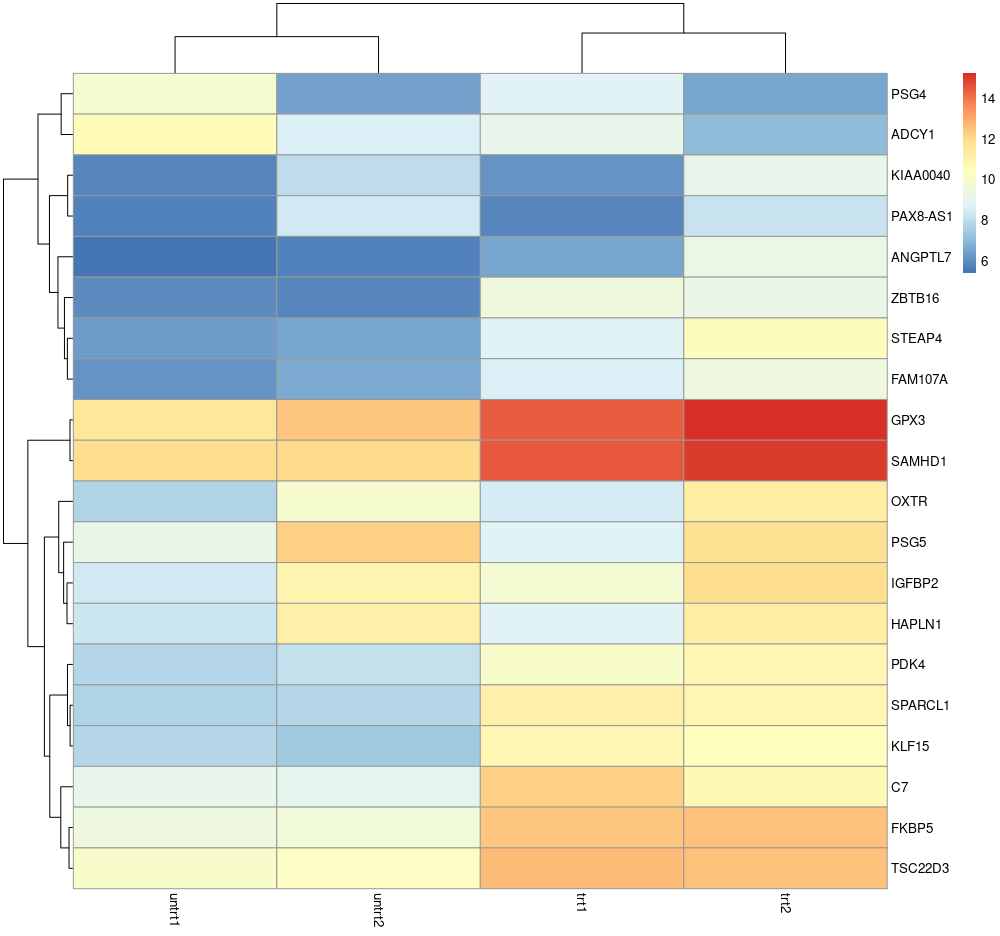 PSG4
ADCY1
KIAA0040
PAX8-AS1
ANGPTL7
ZBTB16
STEAP4
FAM107A
GPX3
SAMHD1
OXTR
PSG5
IGFBP2
HAPLN1
PDK4
SPARCL1
KLF15
C7
FKBP5
TSC22D3
14
12
10
8
6
untrt1
untrt2
trt1
trt2